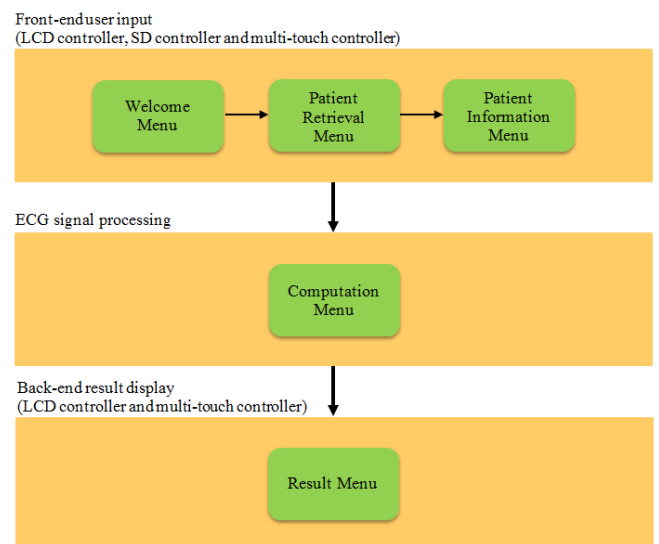 Front-end user input
(LCD controller, SD controller and multi-touch controller)
Welcome
Menu
Patient
Retrieval
Menu
Patient
Information
Menu
ECG signal processing
Computation
Menu
Back-end result display
(LCD controller and multi-touch controller)
Result Menu